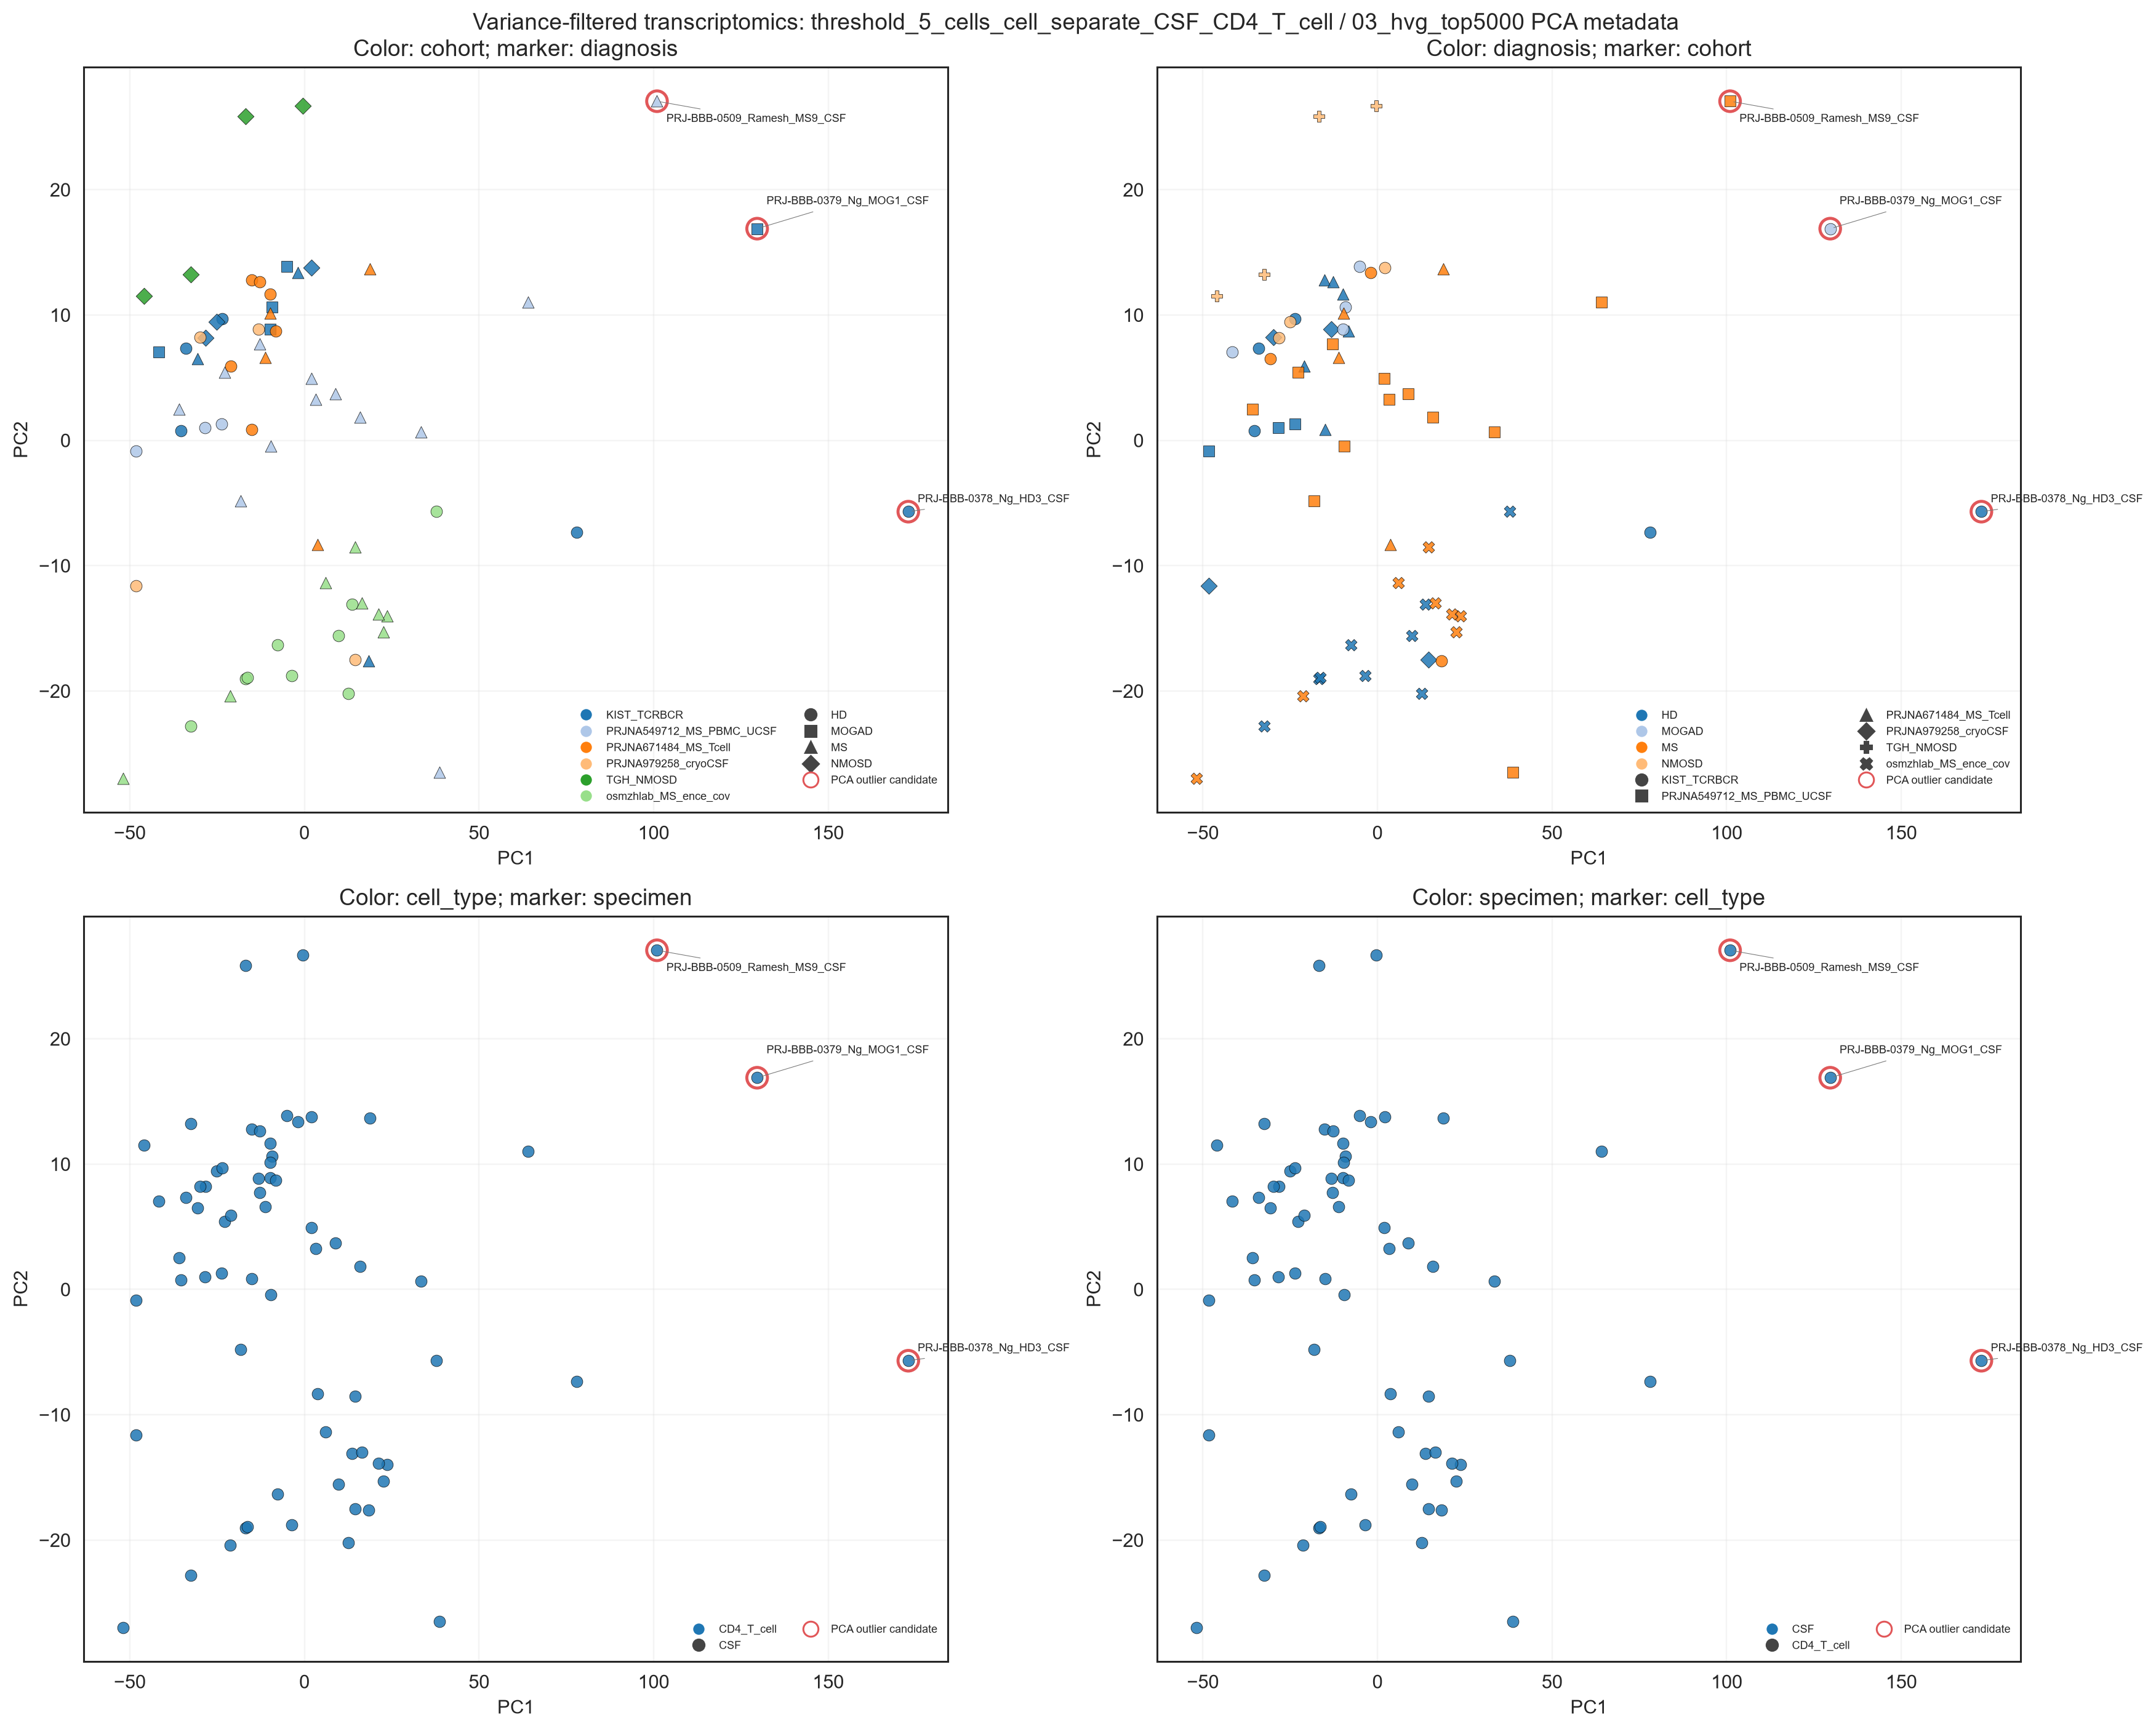 Variance-filtered transcriptomics: threshold_5_cells_cell_separate_CSF_CD4_T_cell / 03_hvg_top5000 PCA metadata
Color: cohort; marker: diagnosis
PRJ-BBB-0509_Ramesh_MS9_CSF
PRJ-BBB-0379_Ng_MOG1_CSF
PRJ-BBB-0378_Ng_HD3_CSF
20
10
0
−10
−20
PC2
KIST_TCRBCR
PRJNA549712_MS_PBMC_UCSF
PRJNA671484_MS_Tcell
PRJNA979258_cryoCSF
TGH_NMOSD
osmzhlab_MS_ence_cov
HD
MOGAD
MS
NMOSD
PCA outlier candidate
−50 0 50 100 150
PC1
Color: diagnosis; marker: cohort
PRJ-BBB-0509_Ramesh_MS9_CSF
PRJ-BBB-0379_Ng_MOG1_CSF
PRJ-BBB-0378_Ng_HD3_CSF
20
10
0
−10
−20
PC2
HD
MOGAD
MS
NMOSD
KIST_TCRBCR
PRJNA549712_MS_PBMC_UCSF
PRJNA671484_MS_Tcell
PRJNA979258_cryoCSF
TGH_NMOSD
osmzhlab_MS_ence_cov
PCA outlier candidate
−50 0 50 100 150
PC1
Color: cell_type; marker: specimen
PRJ-BBB-0509_Ramesh_MS9_CSF
PRJ-BBB-0379_Ng_MOG1_CSF
PRJ-BBB-0378_Ng_HD3_CSF
20
10
0
−10
−20
PC2
CD4_T_cell
CSF
PCA outlier candidate
−50 0 50 100 150
PC1
Color: specimen; marker: cell_type
PRJ-BBB-0509_Ramesh_MS9_CSF
PRJ-BBB-0379_Ng_MOG1_CSF
PRJ-BBB-0378_Ng_HD3_CSF
20
10
0
−10
−20
PC2
CSF
CD4_T_cell
PCA outlier candidate
−50 0 50 100 150
PC1